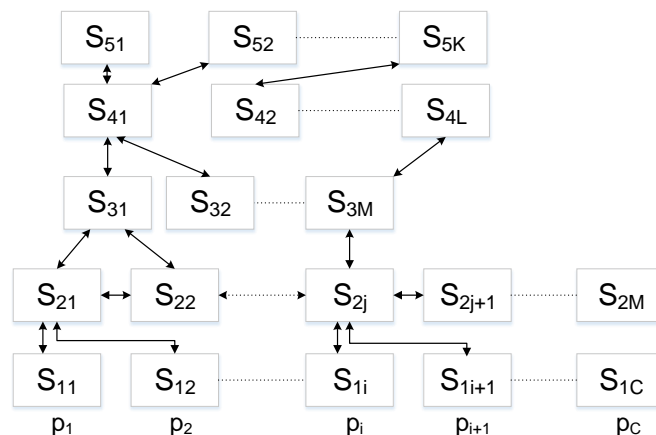 S51 S52 S5K
S41 S42 S4L
S31 S32 S3M
S21 S22 S2j S2j+1 S2M
S11 S12 S1i S1i+1 S1C
p1 p2 pi pi+1 pC